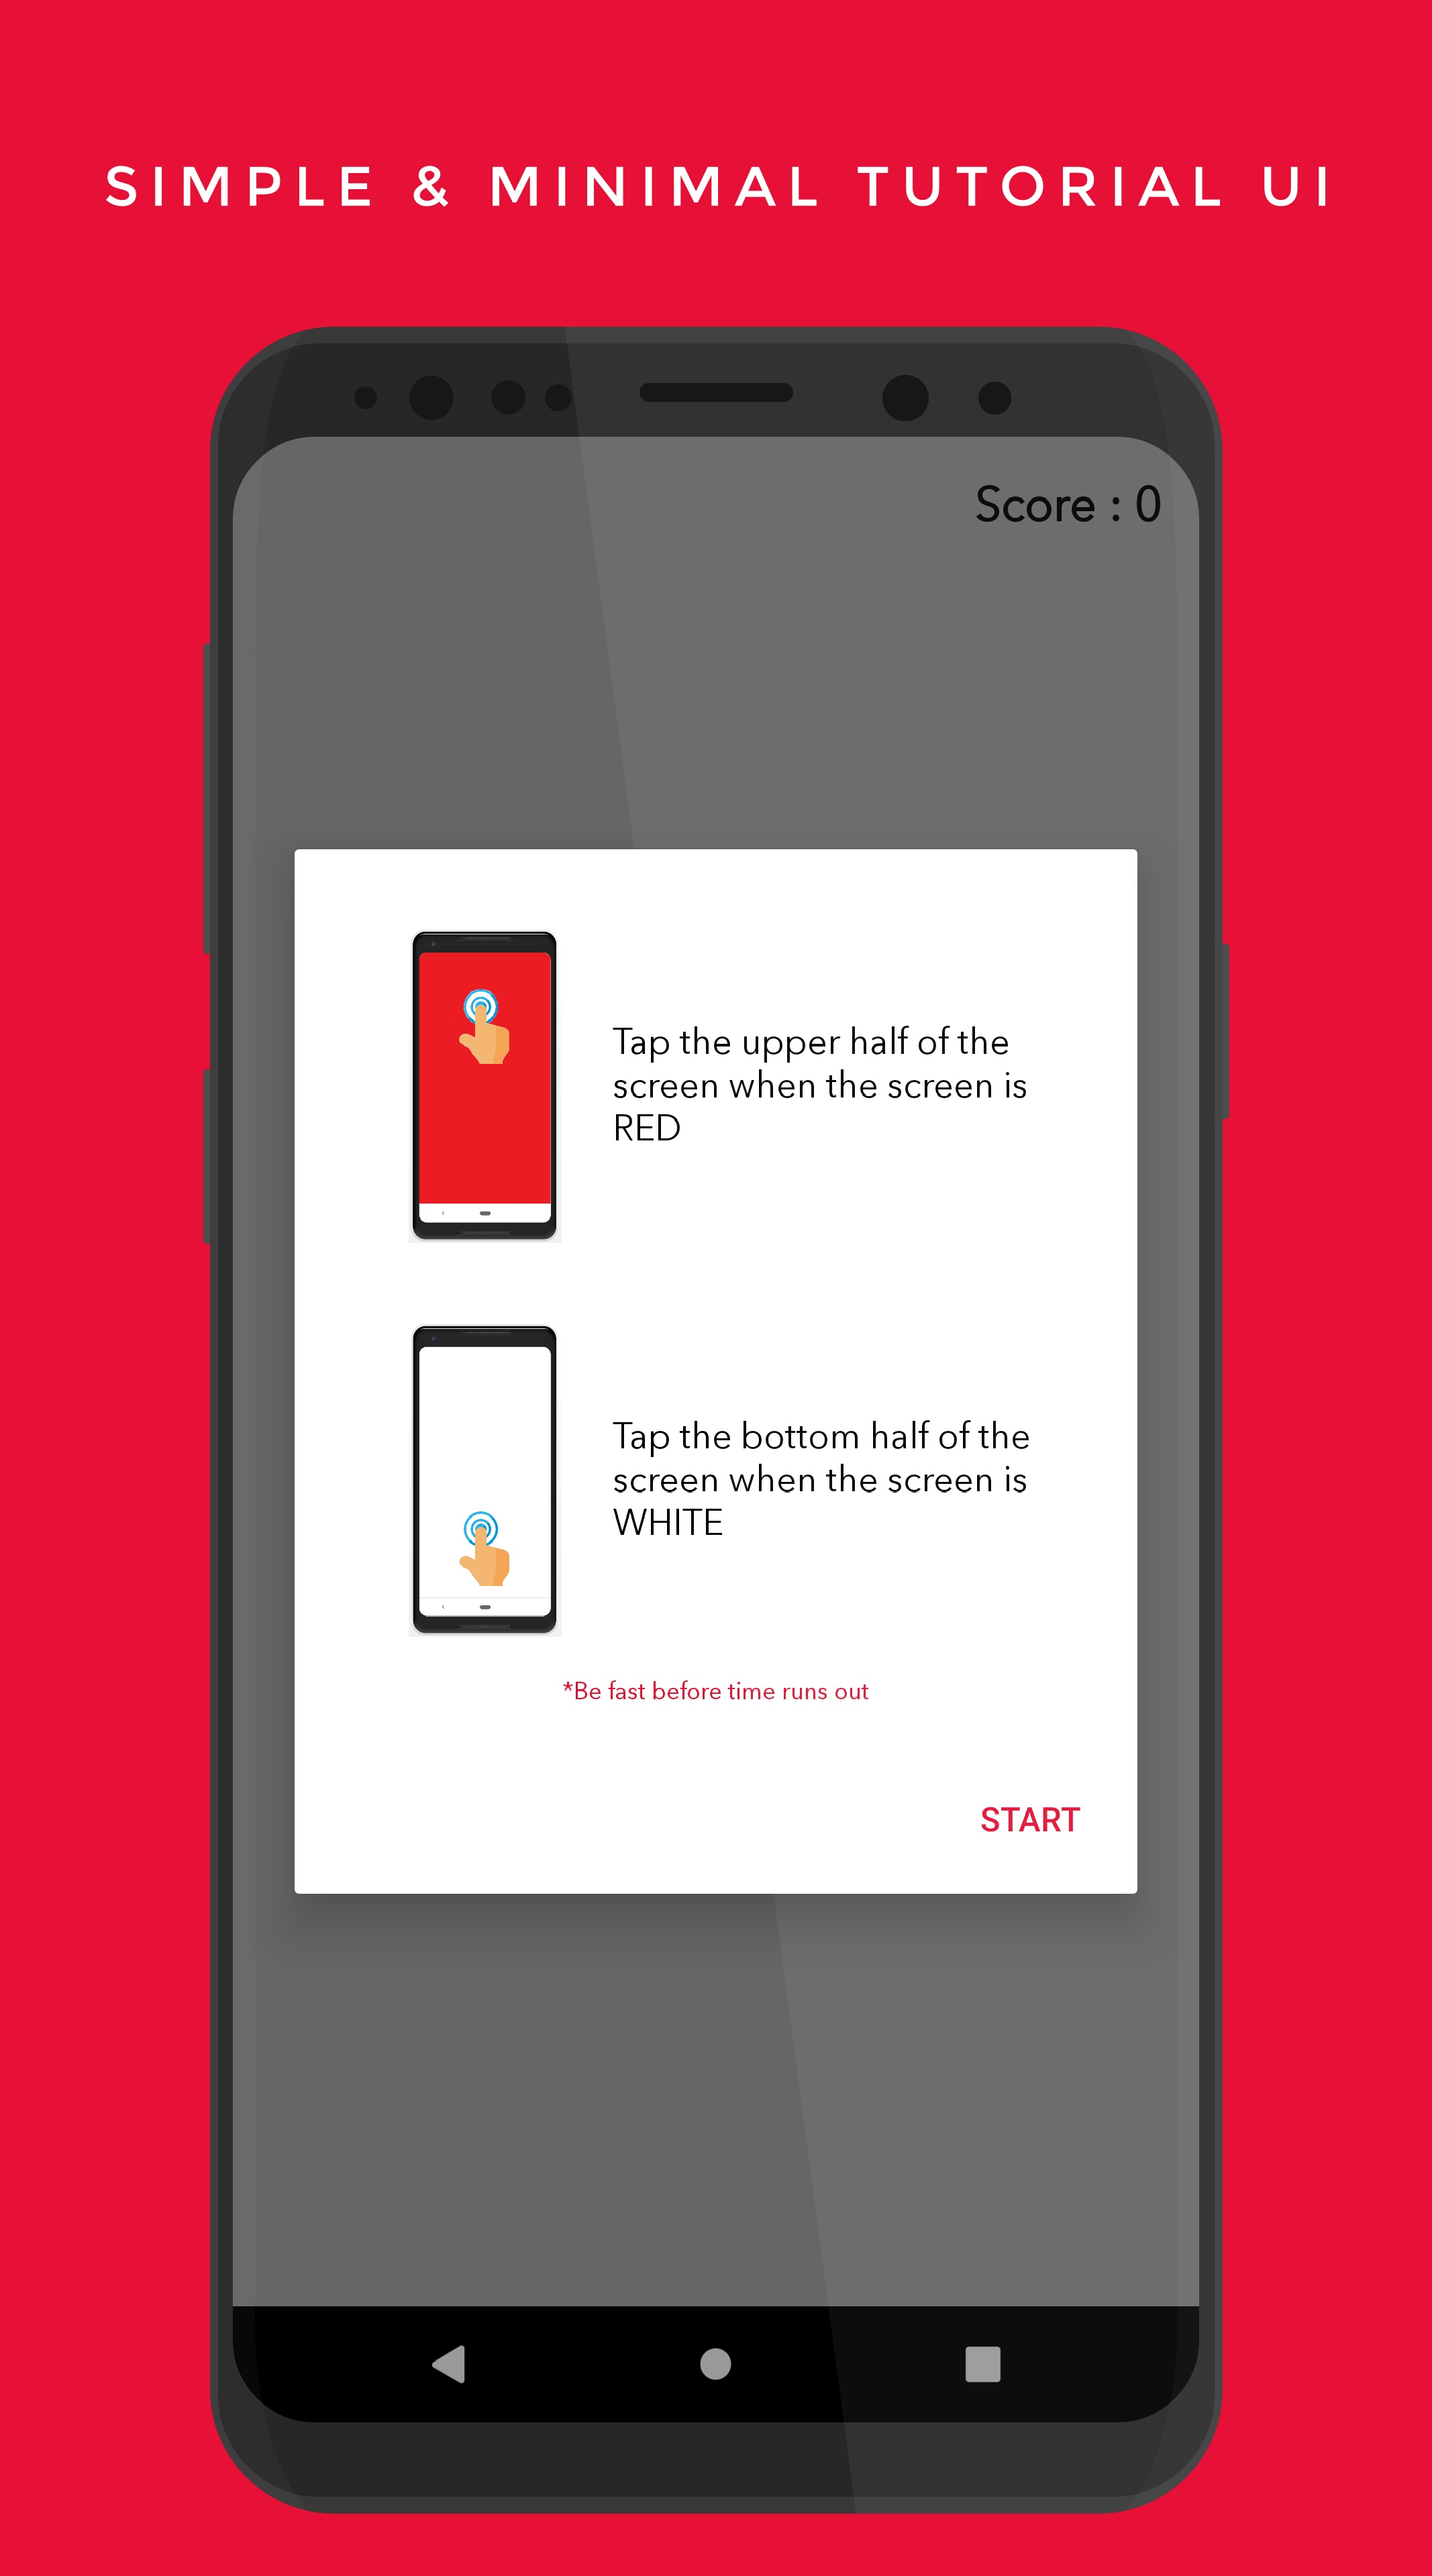 SIMPLE & MINIMAL TUTORIAL UI
Score : 0
Tap the upper half of the
screen when the screen is
RED
Tap the bottom half of the
screen when the screen is
WHITE
*Be fast before time runs out
START